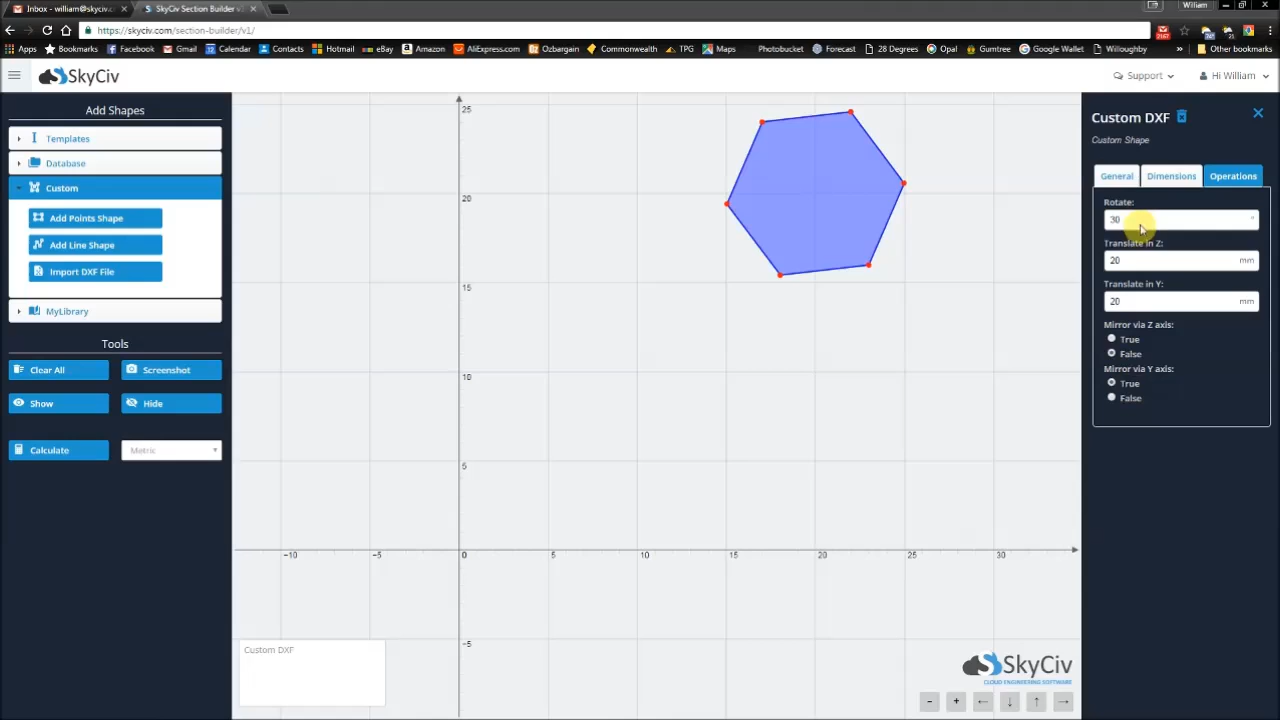 Inbox - william@skyciv.c
SkyCiv Section Builder v
William
https://skyciv.com/section-builder/v1/
Apps
Bookmarks
Facebook
Gmail
Calendar
Contacts
Hotmail
eBay
Amazon
AliExpress.com
Ozbargain
Commonwealth
TPG
Maps
Photobucket
Forecast
28 Degrees
Opal
Gumtree
Google Wallet
Willoughby
»
Other bookmarks
SkyCiv
Support
Hi William
Add Shapes
Templates
Database
Custom
Add Points Shape
Add Line Shape
Import DXF File
MyLibrary
Tools
Clear All
Screenshot
Show
Hide
Calculate
Metric
25
20
15
10
5
−10
−5
0
5
10
15
20
25
30
−5
Custom DXF
SkyCiv
CLOUD ENGINEERING SOFTWARE
- + ← ↓ ↑ →
Custom DXF
Custom Shape
General
Dimensions
Operations
Rotate:
30 °
Translate in Z:
20 mm
Translate in Y:
20 mm
Mirror via Z axis:
True
False
Mirror via Y axis:
True
False